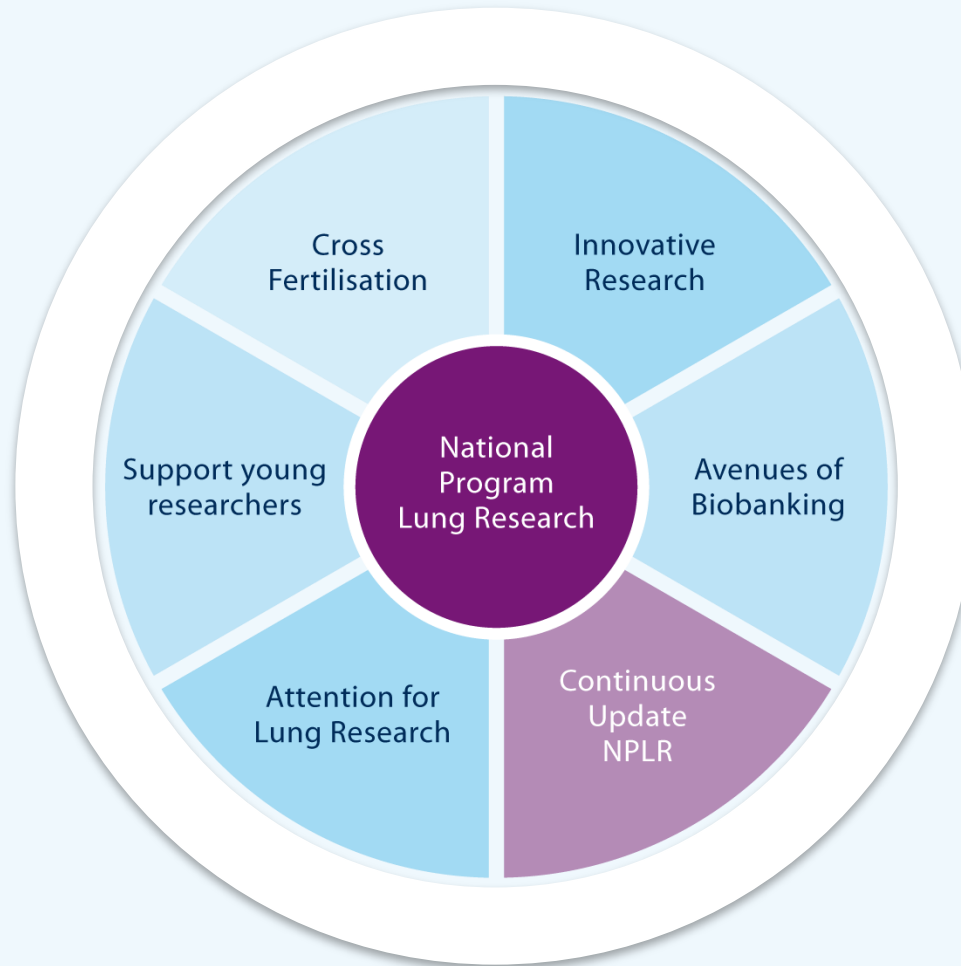 Cross
Fertilisation
Innovative
Research
Support young
researchers
National
Program
Lung Research
Avenues of
Biobanking
Attention for
Lung Research
Continuous
Update
NPLR